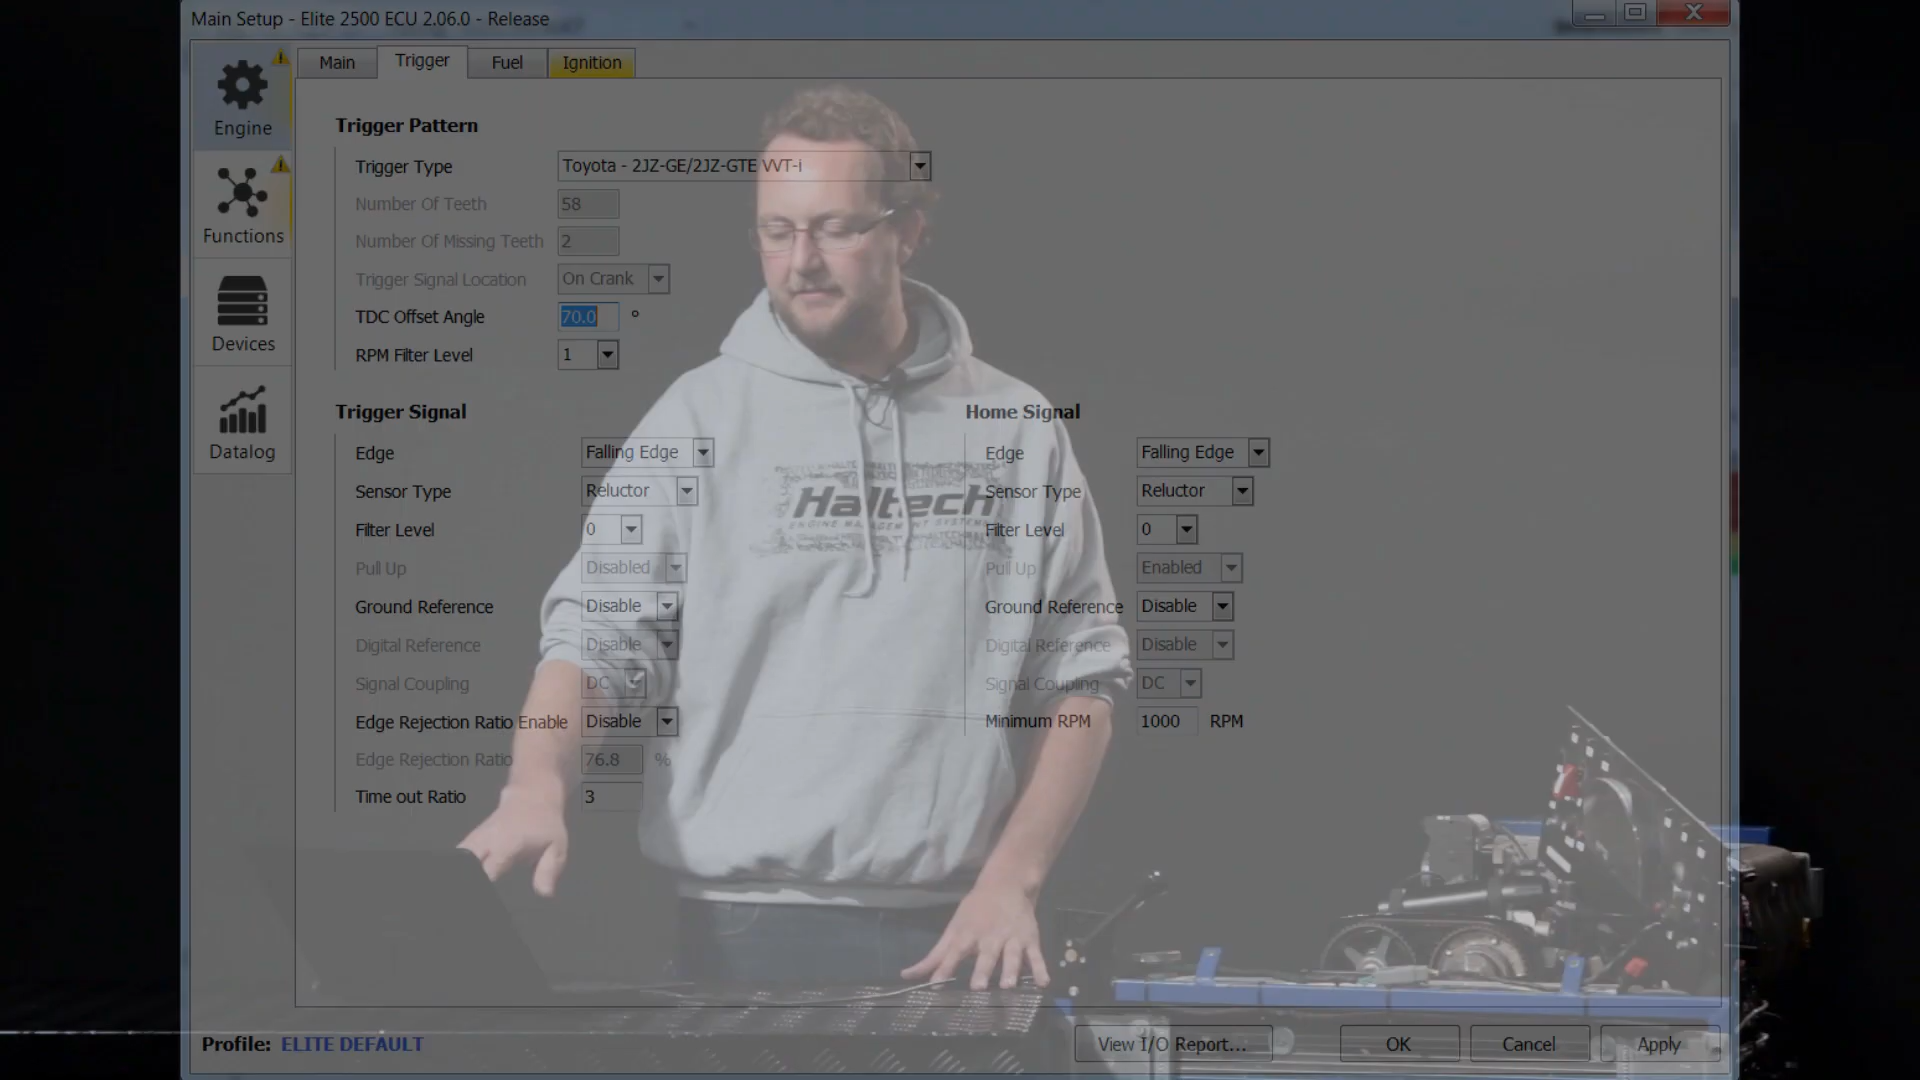 Main Setup - Elite 2500 ECU 2.06.0 - Release
Engine
Functions
Devices
Datalog
Main Trigger Fuel Ignition
Trigger Pattern
Trigger Type Toyota - 2JZ-GE/2JZ-GTE VVT-i
Number Of Teeth 58
Number Of Missing Teeth 2
Trigger Signal Location On Crank
TDC Offset Angle 70.0 °
RPM Filter Level 1
Trigger Signal
Edge Falling Edge
Sensor Type Reluctor
Filter Level 0
Pull Up Disabled
Ground Reference Disable
Digital Reference Disable
Signal Coupling DC
Edge Rejection Ratio Enable Disable
Edge Rejection Ratio 76.8 %
Time out Ratio 3
Home Signal
Edge Falling Edge
Sensor Type Reluctor
Filter Level 0
Pull Up Enabled
Ground Reference Disable
Digital Reference Disable
Signal Coupling DC
Minimum RPM 1000 RPM
Haltech
ENGINE MANAGEMENT SYSTEMS
Profile: ELITE DEFAULT
View I/O Report... OK Cancel Apply